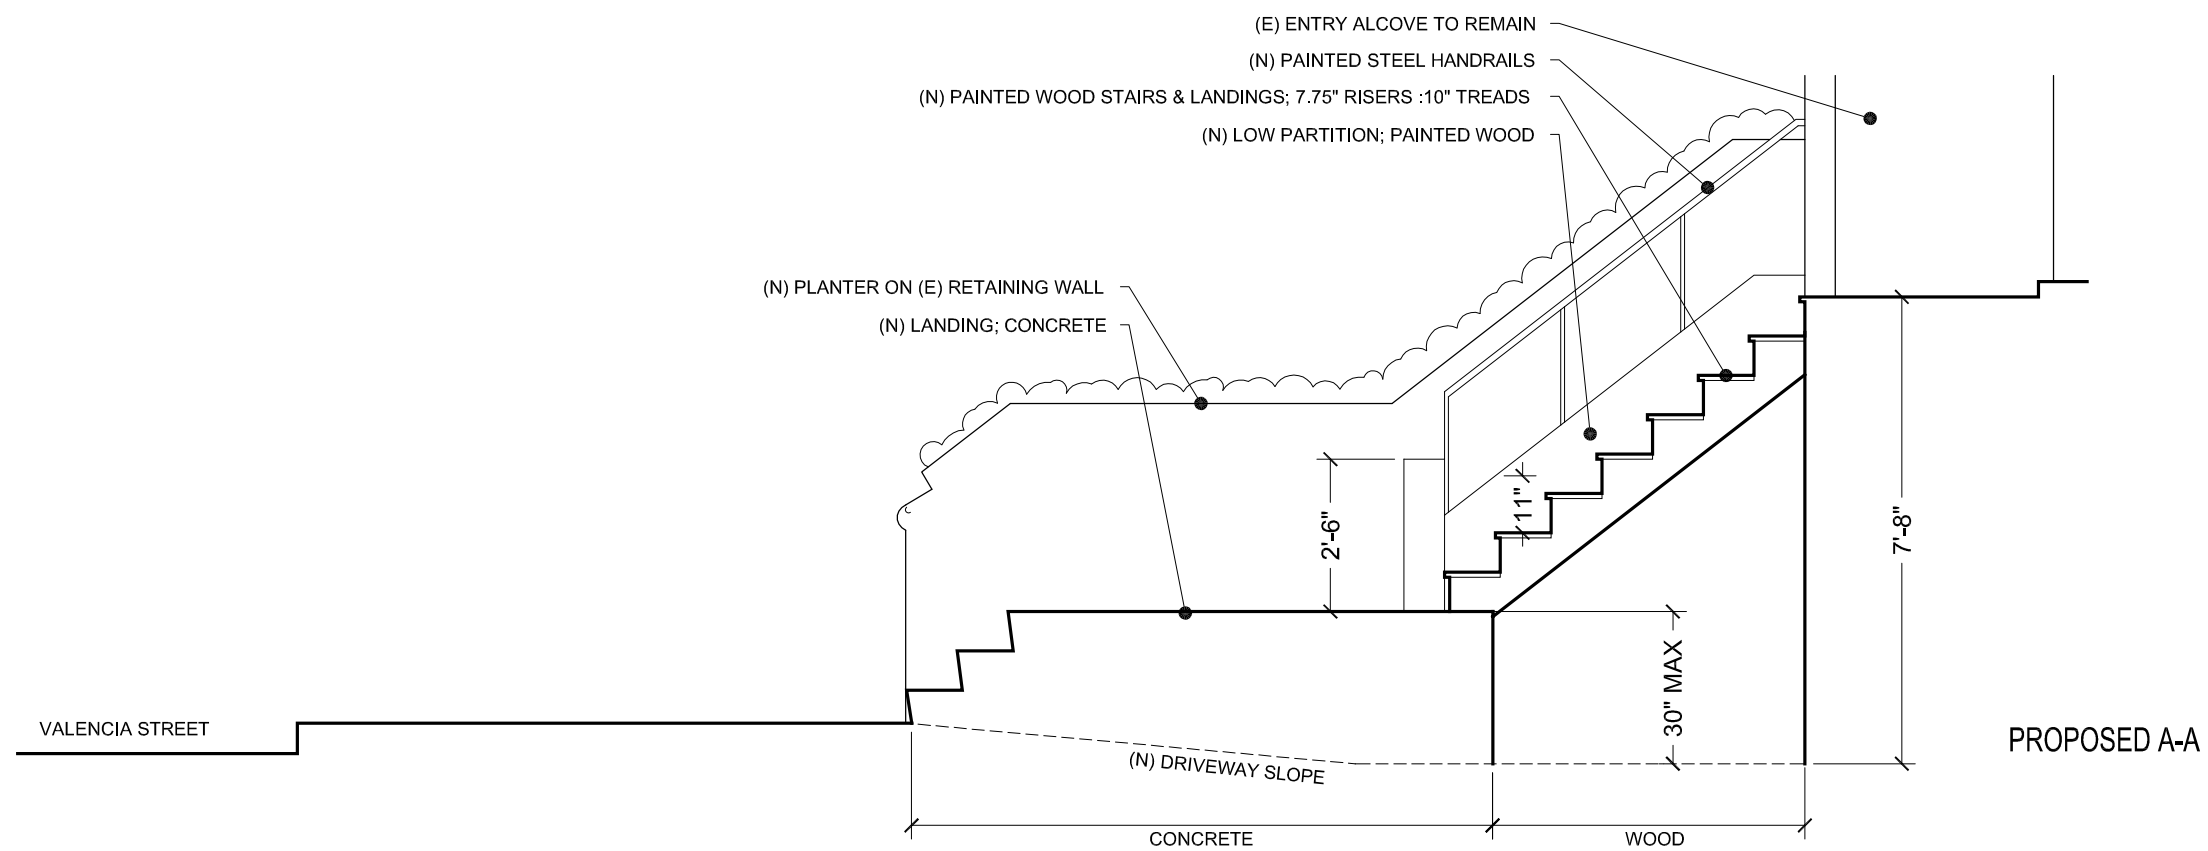 (E) ENTRY ALCOVE TO REMAIN
(N) PAINTED STEEL HANDRAILS
(N) PAINTED WOOD STAIRS & LANDINGS; 7.75" RISERS :10" TREADS
(N) LOW PARTITION; PAINTED WOOD
(N) PLANTER ON (E) RETAINING WALL
(N) LANDING; CONCRETE
2'-6"
11"
7'-8"
30" MAX
VALENCIA STREET
(N) DRIVEWAY SLOPE
PROPOSED A-A
CONCRETE
WOOD